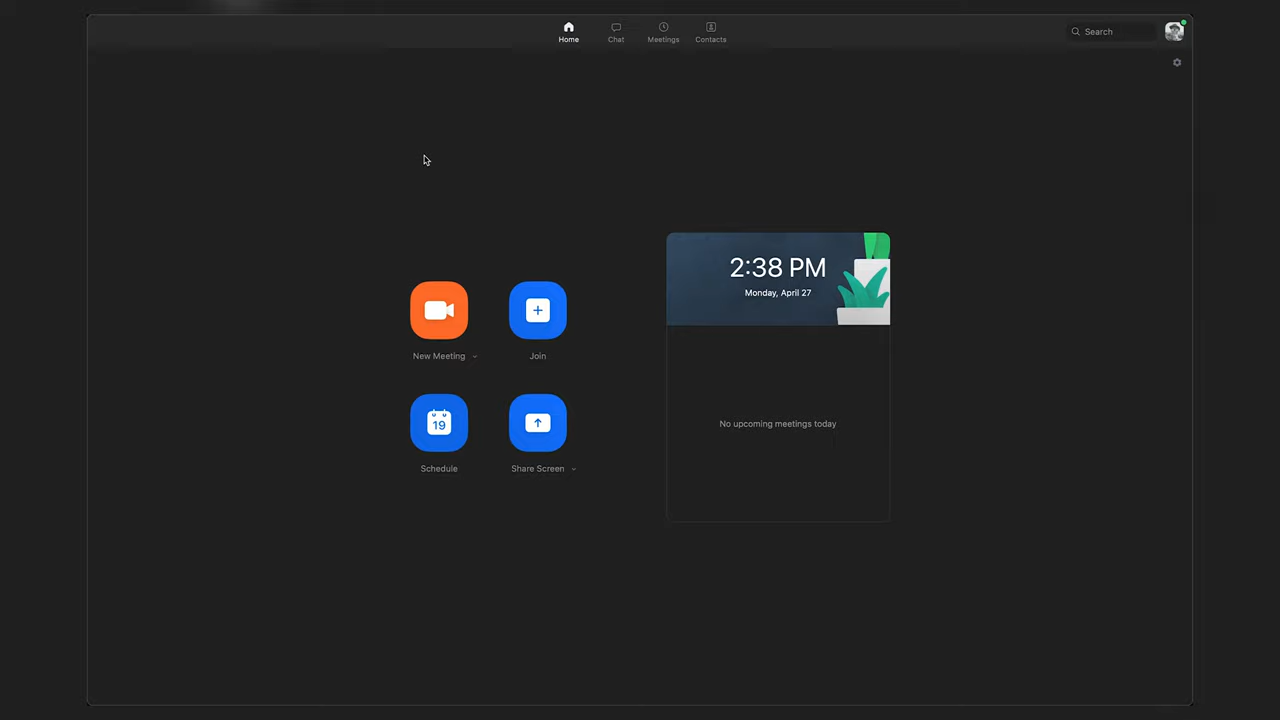 Home
Chat
Meetings
Contacts
Search
2:38 PM
Monday, April 27
New Meeting
Join
19
Schedule
Share Screen
No upcoming meetings today